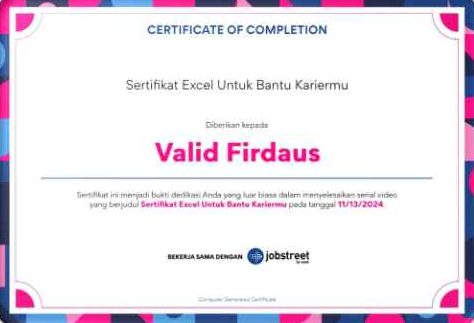 CERTIFICATE OF COMPLETION
Sertifikat Excel Untuk Bantu Kariermu
Diberikan kepada
Valid Firdaus
Sertifikat ini menjadi bukti dedikasi Anda yang luar biasa dalam menyelesaikan serial video
yang berjudul Sertifikat Excel Untuk Bantu Kariermu pada tanggal 11/13/2024.
BEKERJA SAMA DENGAN jobstreet
by seek
Computer Generated Certificate